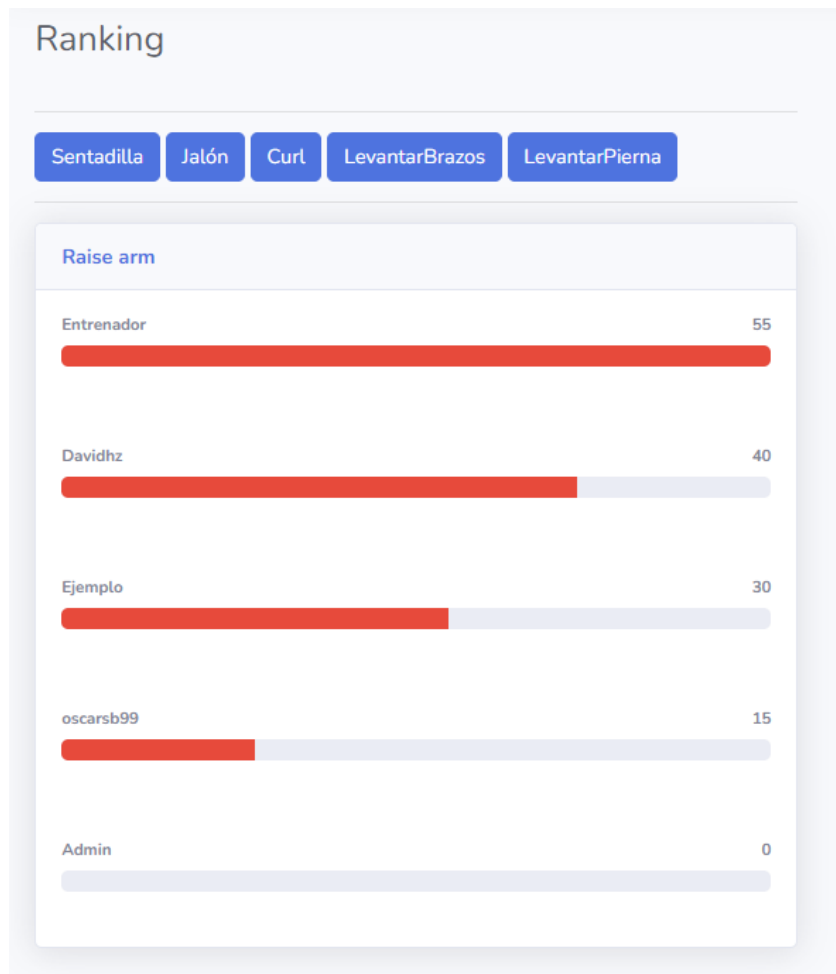 Ranking
Sentadilla Jalón Curl LevantarBrazos LevantarPierna
Raise arm
Entrenador 55
Davidhz 40
Ejemplo 30
oscarsb99 15
Admin 0